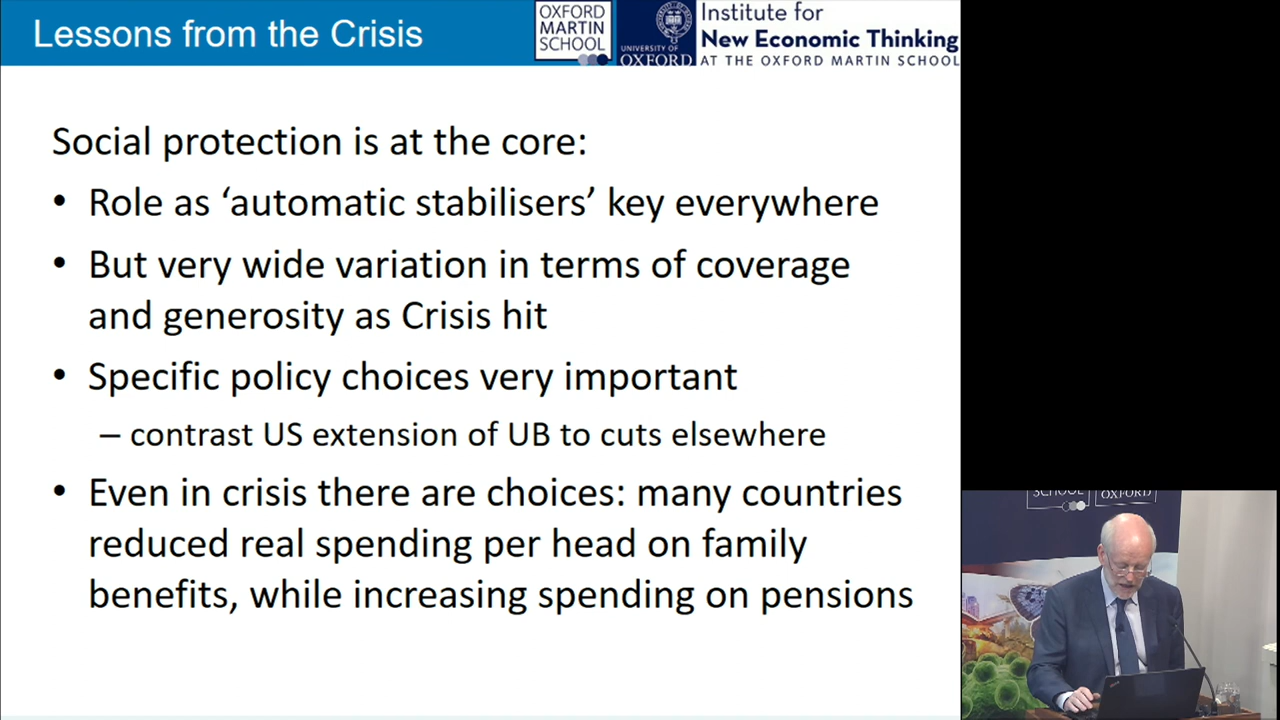 Lessons from the Crisis
OXFORD
MARTIN
SCHOOL
UNIVERSITY OF
OXFORD
Institute for
New Economic Thinking
AT THE OXFORD MARTIN SCHOOL
Social protection is at the core:
• Role as ‘automatic stabilisers’ key everywhere
• But very wide variation in terms of coverage
and generosity as Crisis hit
• Specific policy choices very important
– contrast US extension of UB to cuts elsewhere
• Even in crisis there are choices: many countries
reduced real spending per head on family
benefits, while increasing spending on pensions
SCHOOL
OXFORD